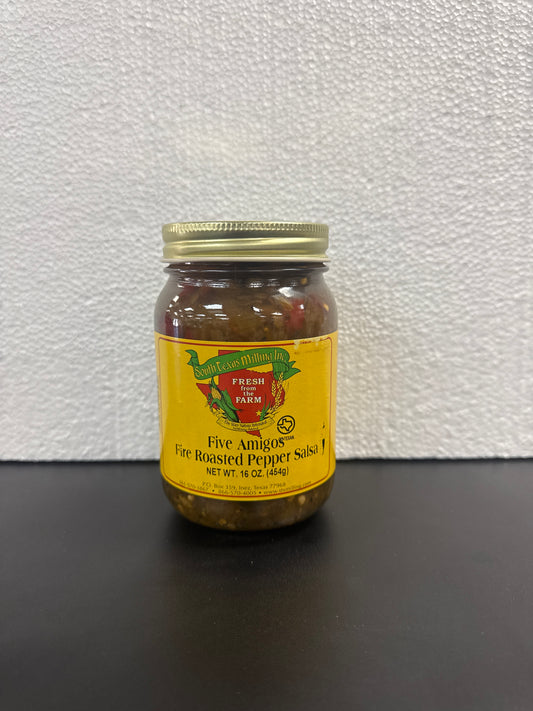 South Texas Milling Inc.
FRESH
from
the
FARM
Five Amigos
Fire Roasted Pepper Salsa
NET WT. 16 OZ. (454g)
P.O. Box 359, Inez, Texas 77968